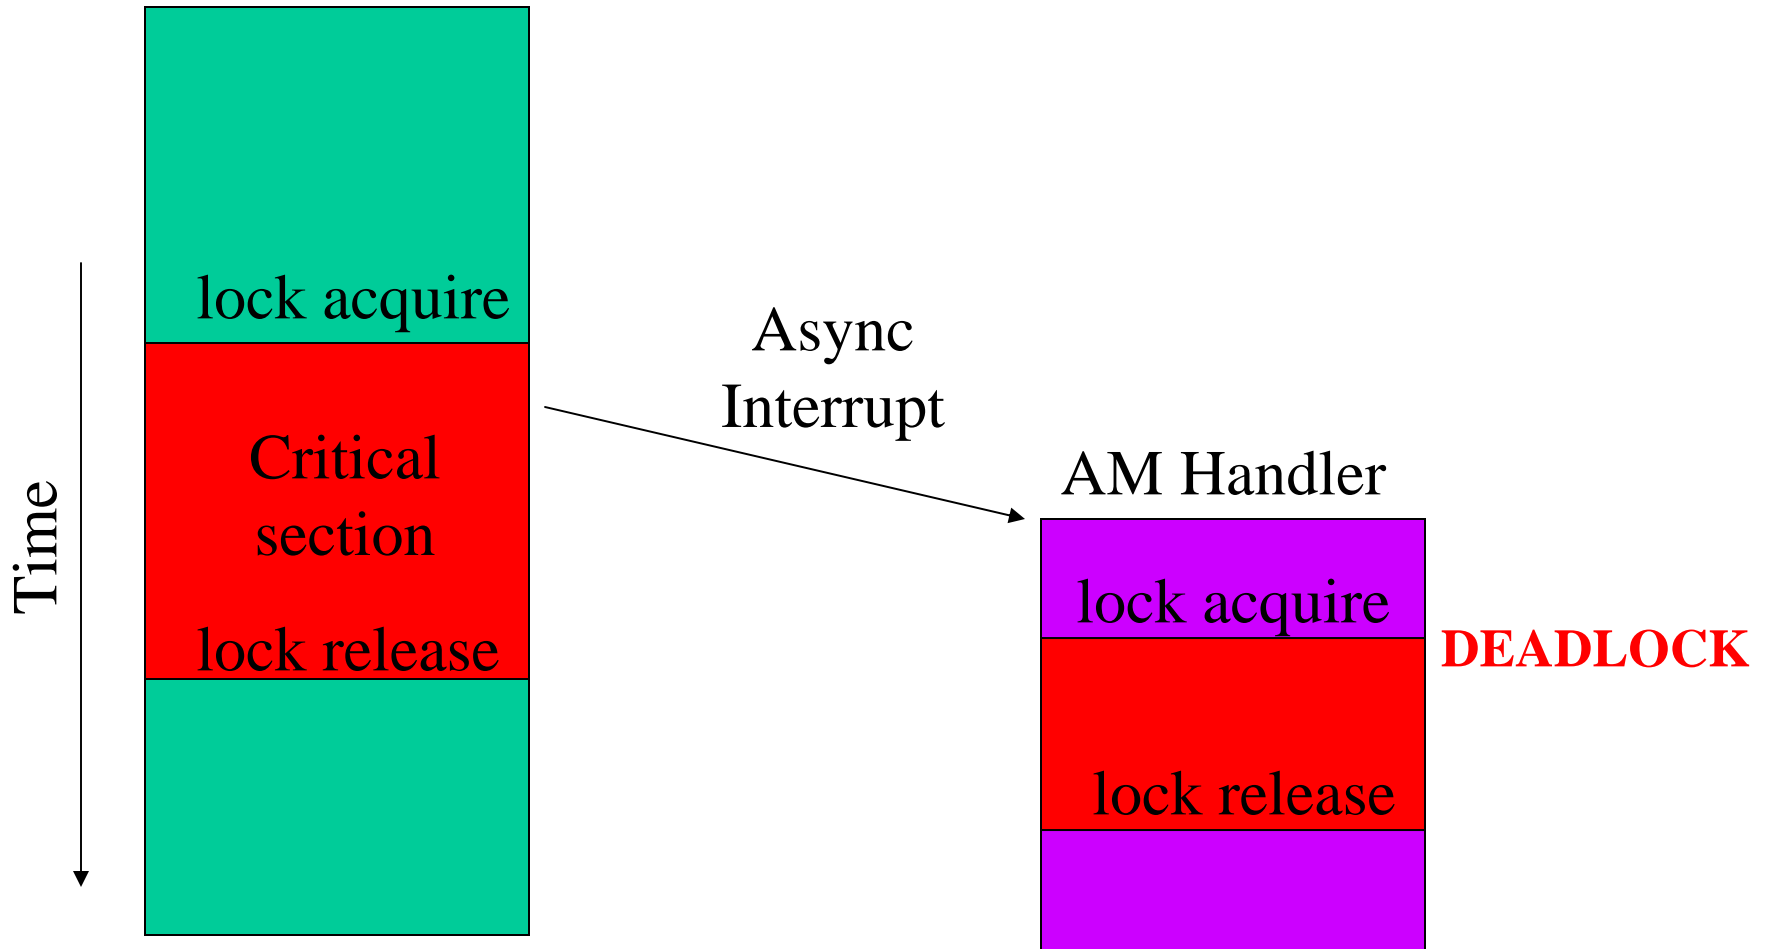 lock acquire
Critical
section
lock release
Time
Async
Interrupt
AM Handler
lock acquire
DEADLOCK
lock release